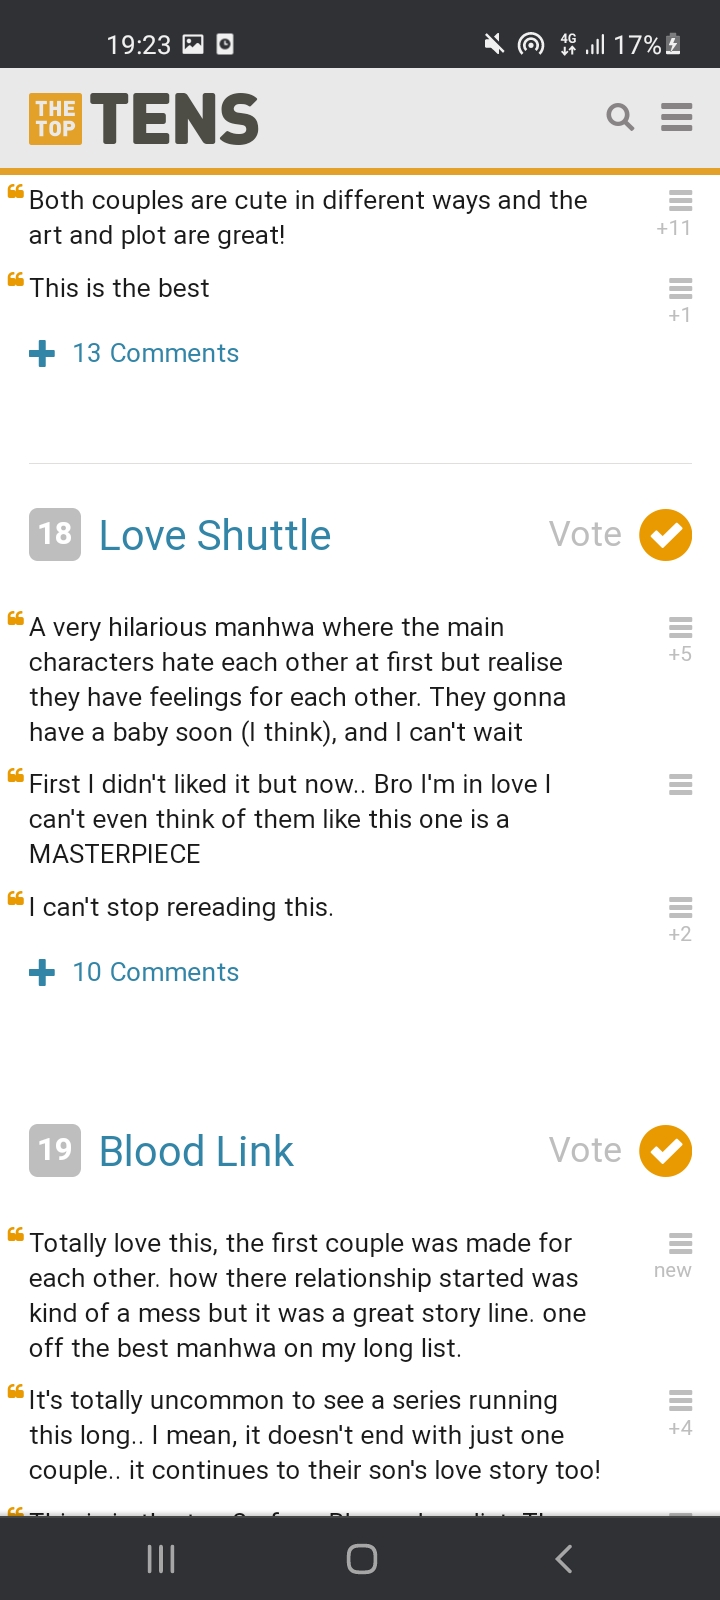 19:23
4G
17%
THE TOP TENS
Both couples are cute in different ways and the
art and plot are great!
+11
This is the best
+1
13 Comments
18 Love Shuttle Vote
A very hilarious manhwa where the main
characters hate each other at first but realise
they have feelings for each other. They gonna
have a baby soon (I think), and I can't wait
+5
First I didn't liked it but now.. Bro I'm in love I
can't even think of them like this one is a
MASTERPIECE
I can't stop rereading this.
+2
10 Comments
19 Blood Link Vote
Totally love this, the first couple was made for
each other. how there relationship started was
kind of a mess but it was a great story line. one
off the best manhwa on my long list.
new
It's totally uncommon to see a series running
this long.. I mean, it doesn't end with just one
couple.. it continues to their son's love story too!
+4